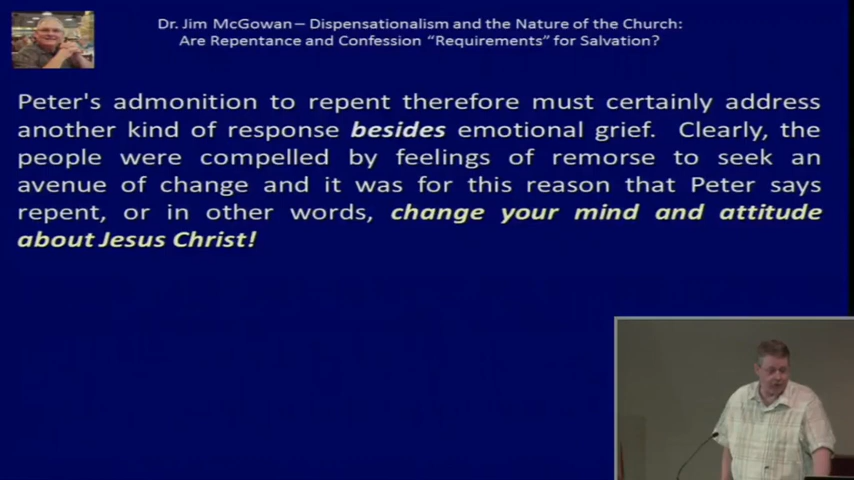 Dr. Jim McGowan – Dispensationalism and the Nature of the Church:
Are Repentance and Confession “Requirements” for Salvation?
Peter's admonition to repent therefore must certainly address
another kind of response besides emotional grief. Clearly, the
people were compelled by feelings of remorse to seek an
avenue of change and it was for this reason that Peter says
repent, or in other words, change your mind and attitude
about Jesus Christ!